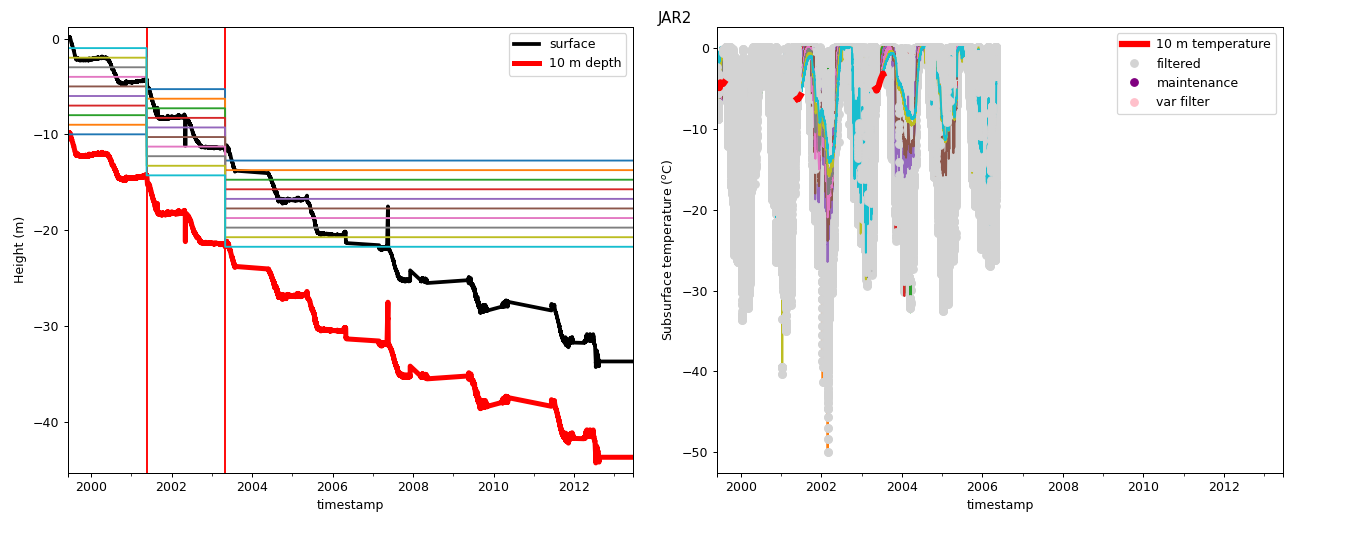 JAR2
surface
10 m depth
0
−10
−20
−30
−40
Height (m)
2000 2002 2004 2006 2008 2010 2012
timestamp
10 m temperature
filtered
maintenance
var filter
0
−10
−20
−30
−40
−50
Subsurface temperature (°C)
2000 2002 2004 2006 2008 2010 2012
timestamp